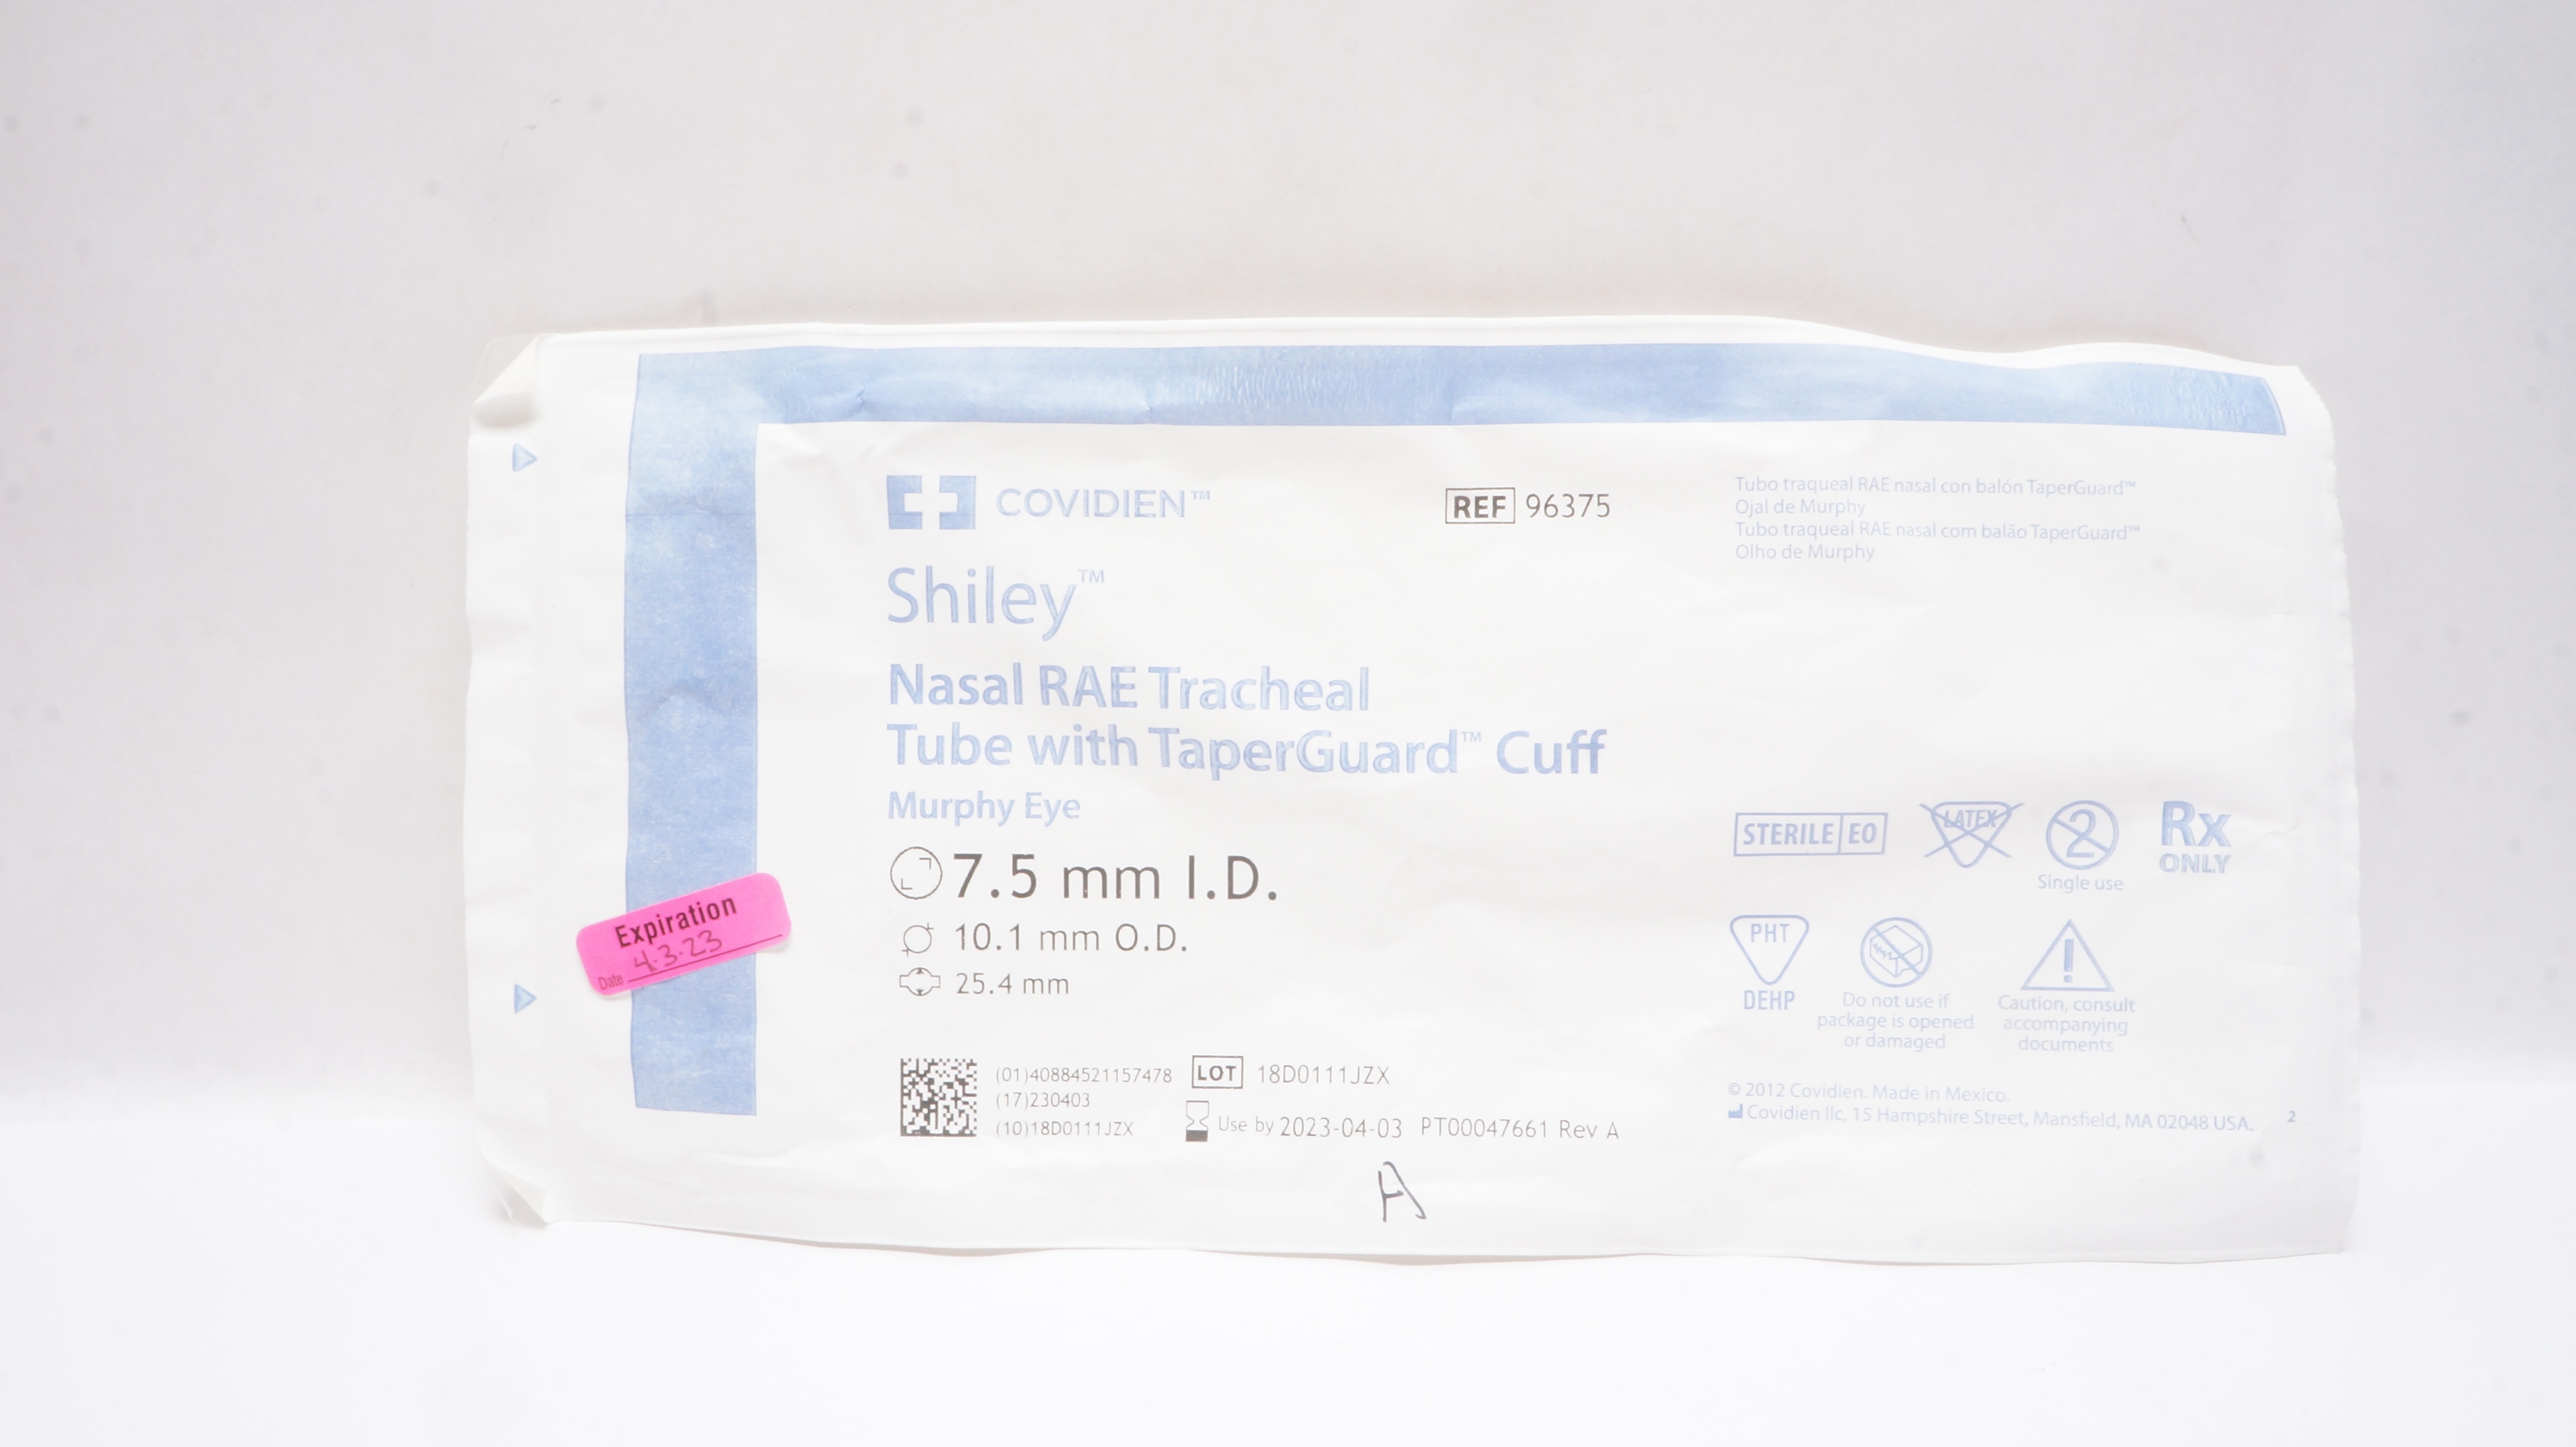 COVIDIEN™
REF 96375
Shiley™
Nasal RAE Tracheal
Tube with TaperGuard™ Cuff
Murphy Eye
7.5 mm I.D.
10.1 mm O.D.
25.4 mm
Expiration
Date 4.3.23
(01)40884521157478
(17)230403
(10)18D0111JZX
LOT 18D0111JZX
Use by 2023-04-03 PT00047661 Rev A
A
Tubo traqueal RAE nasal con balón TaperGuard™
Ojal de Murphy
Tubo traqueal RAE nasal com balão TaperGuard™
Olho de Murphy
STERILE EO
LATEX
2
Single use
Rx
ONLY
PHT
DEHP
Do not use if
package is opened
or damaged
!
Caution, consult
accompanying
documents
© 2012 Covidien. Made in Mexico.
Covidien llc, 15 Hampshire Street, Mansfield, MA 02048 USA. 2